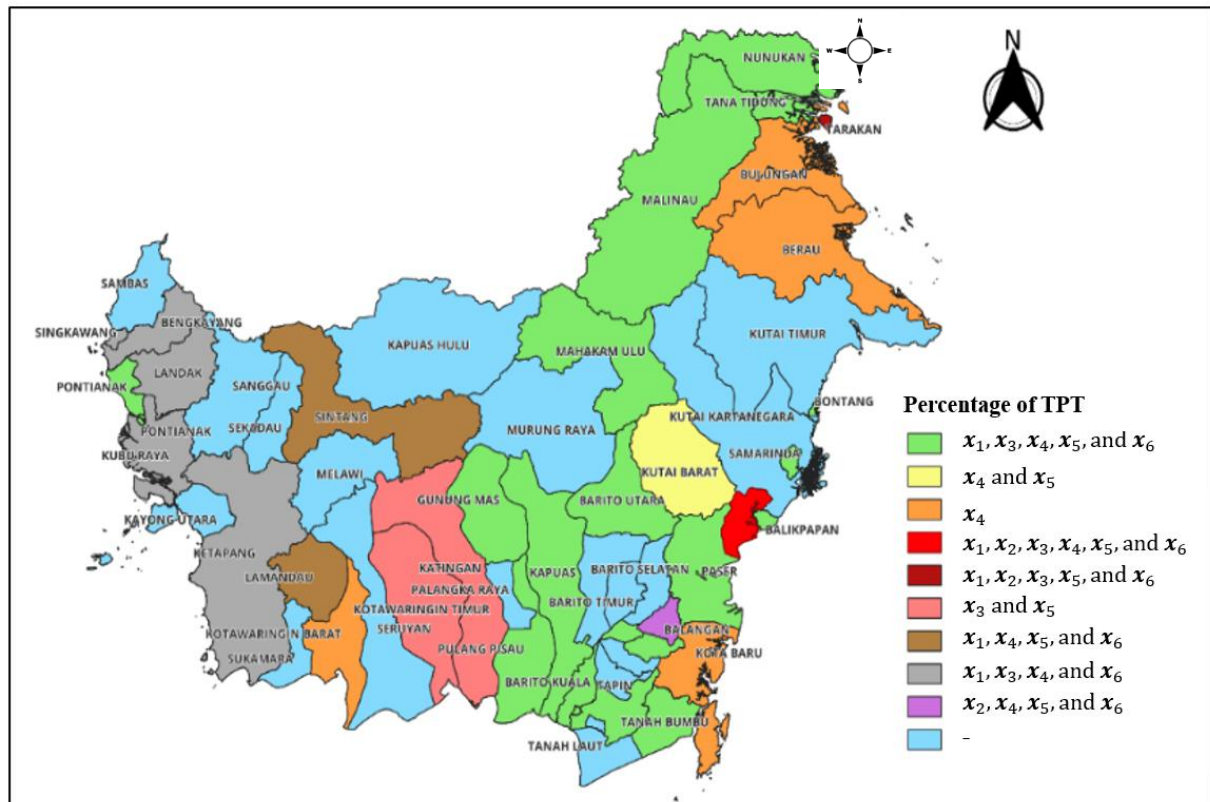 N
W E
S
N
NUNUKAN
TANA TIDONG
TARAKAN
BULUNGAN
MALINAU
BERAU
SAMBAS
SINGKAWANG
BENGKAYANG
KAPUAS HULU
KUTAI TIMUR
MAHAKAM ULU
LANDAK
PONTIANAK
SANGGAU
BONTANG
SINTANG
KUTAI KARTANEGARA
PONTIANAK
SEKADAU
MURUNG RAYA
SAMARINDA
KUBU RAYA
MELAWI
KUTAI BARAT
GUNUNG MAS
BARITO UTARA
KAYONG UTARA
BALIKPAPAN
KETAPANG
KATINGAN
KAPUAS
BARITO SELATAN
PASER
LAMANDAU
PALANGKA RAYA
BARITO TIMUR
KOTAWARINGIN TIMUR
SERUYAN
BALANGAN
KOTAWARINGIN BARAT
PULANG PISAU
KOTA BARU
SUKAMARA
BARITO KUALA
TAPIN
TANAH BUMBU
TANAH LAUT
Percentage of TPT
x₁, x₃, x₄, x₅, and x₆
x₄ and x₅
x₄
x₁, x₂, x₃, x₄, x₅, and x₆
x₁, x₂, x₃, x₅, and x₆
x₃ and x₅
x₁, x₄, x₅, and x₆
x₁, x₃, x₄, and x₆
x₂, x₄, x₅, and x₆
–